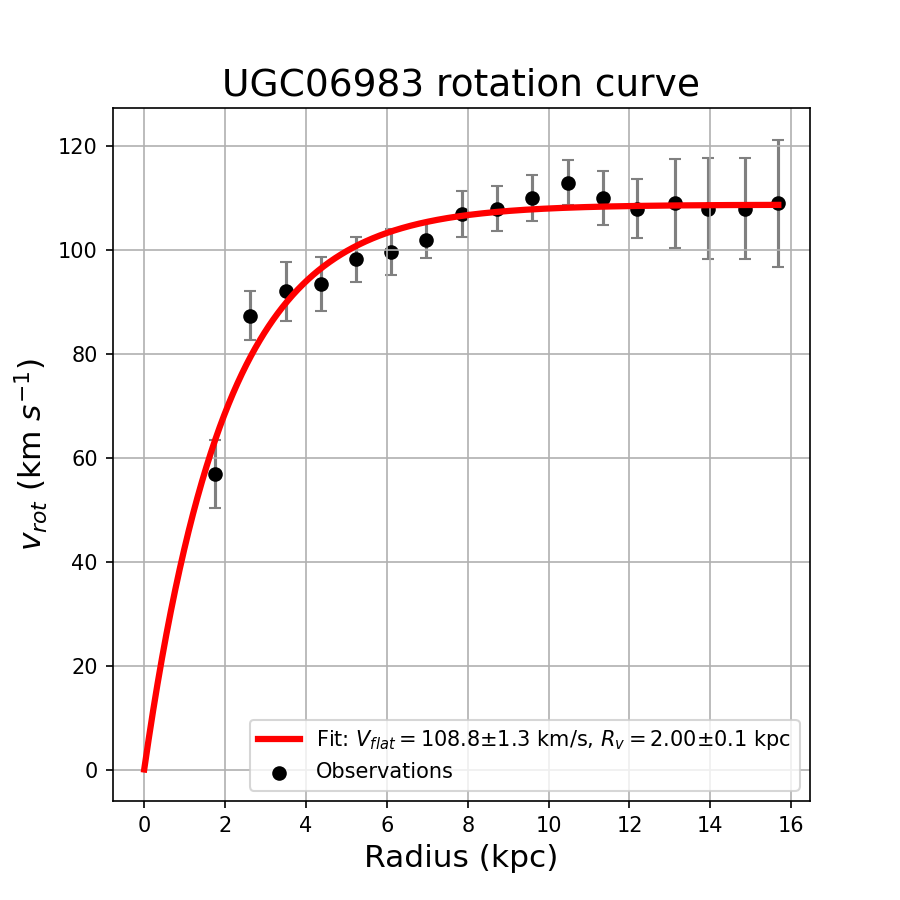 UGC06983 rotation curve
120
100
80
60
40
20
0
v_rot (km s⁻¹)
Fit: V_flat = 108.8±1.3 km/s, R_v = 2.00±0.1 kpc
Observations
0 2 4 6 8 10 12 14 16
Radius (kpc)